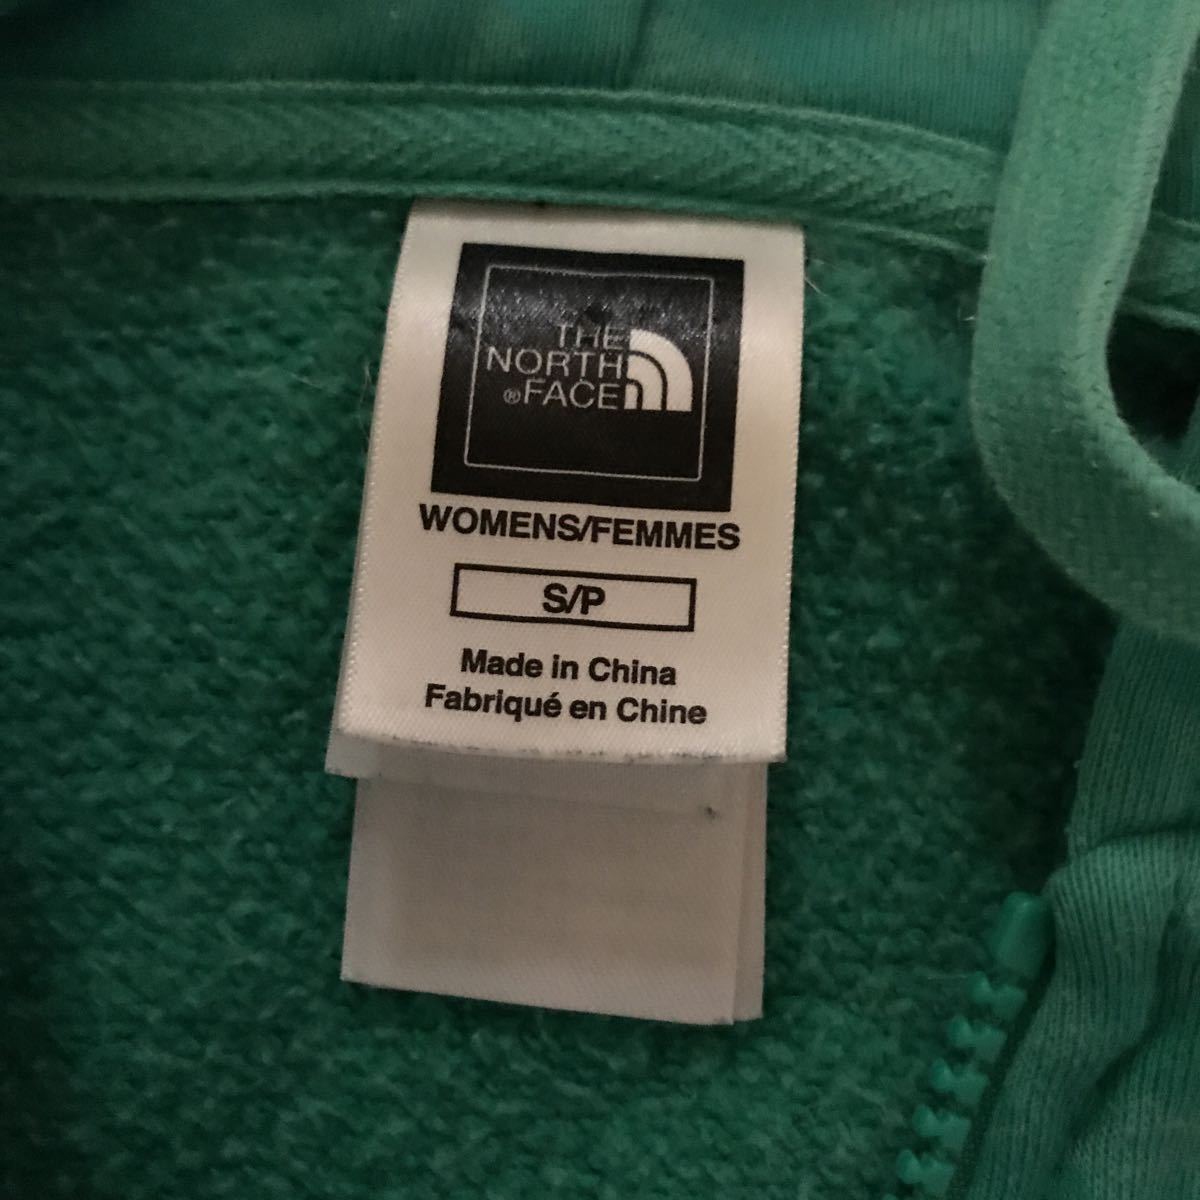 THE
NORTH
®FACE
WOMENS/FEMMES
S/P
Made in China
Fabriqué en Chine